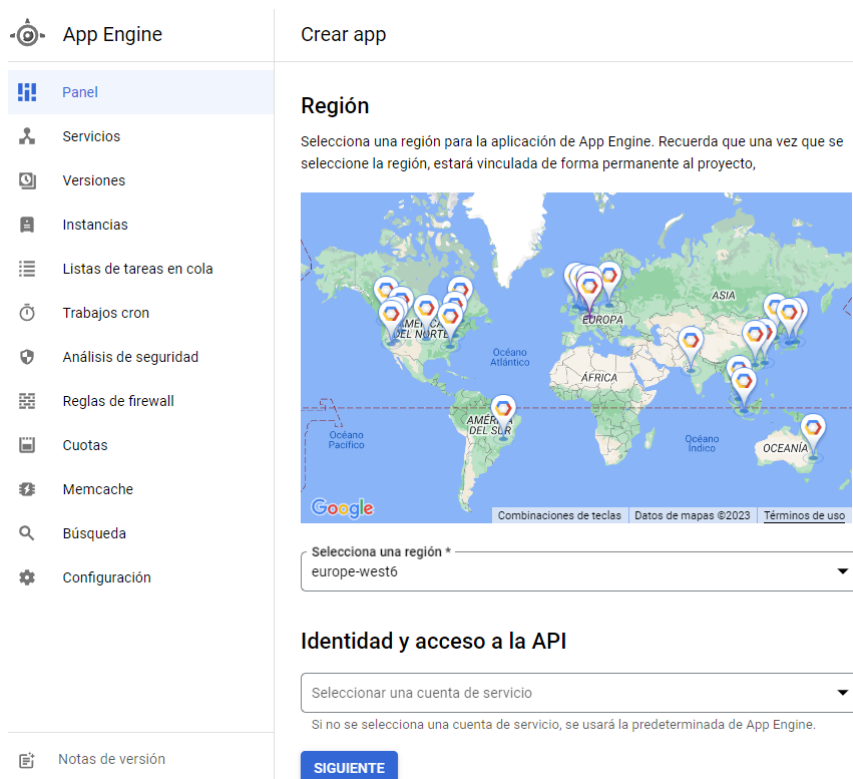 App Engine
Crear app
Panel
Servicios
Versiones
Instancias
Listas de tareas en cola
Trabajos cron
Análisis de seguridad
Reglas de firewall
Cuotas
Memcache
Búsqueda
Configuración
Notas de versión
Región
Selecciona una región para la aplicación de App Engine. Recuerda que una vez que se
seleccione la región, estará vinculada de forma permanente al proyecto,
ASIA
EUROPA
AMÉRICA
DEL NORTE
Océano
Atlántico
ÁFRICA
AMÉRICA
DEL SUR
Océano
Pacífico
Océano
Índico
OCEANÍA
Google
Combinaciones de teclas
Datos de mapas ©2023
Términos de uso
Selecciona una región *
europe-west6
Identidad y acceso a la API
Seleccionar una cuenta de servicio
Si no se selecciona una cuenta de servicio, se usará la predeterminada de App Engine.
SIGUIENTE